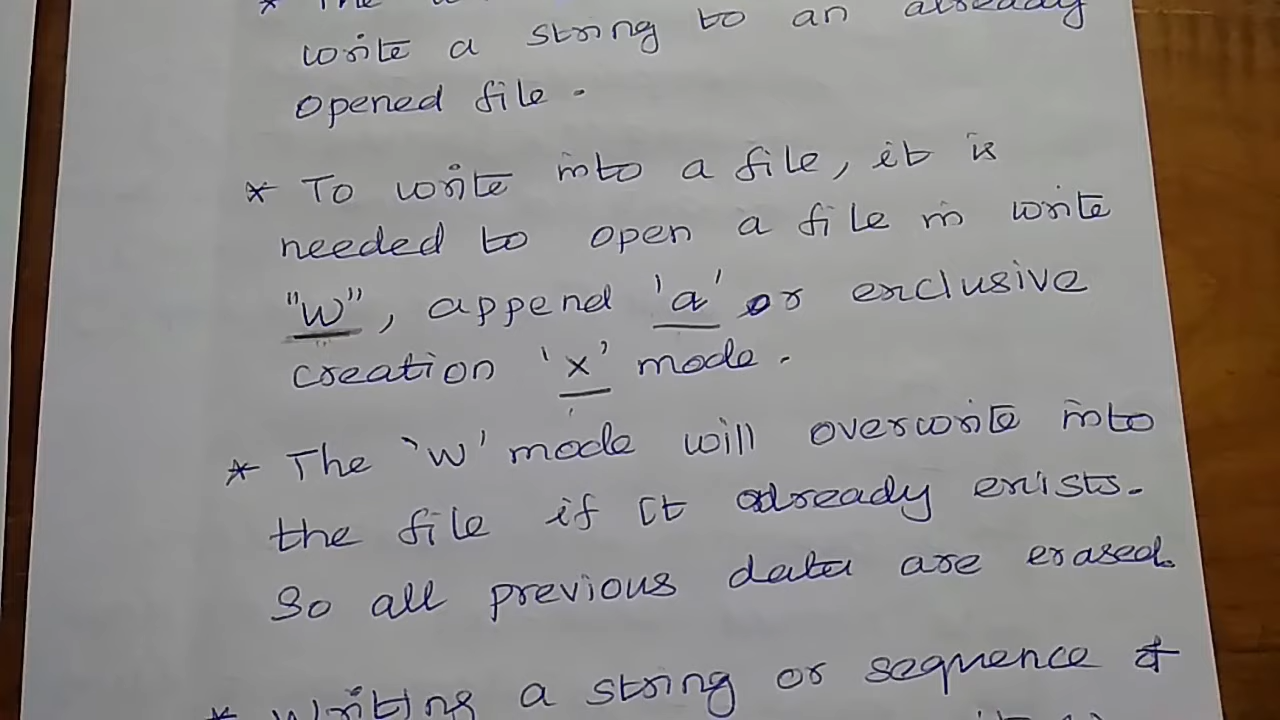 * The
write a string to an already
opened file.
* To write into a file, it is
needed to open a file in write
"w", append 'a' or exclusive
creation 'x' mode.
* The 'w' mode will overwrite into
the file if It already exists.
So all previous data are erased.
* Writing a string or sequence of